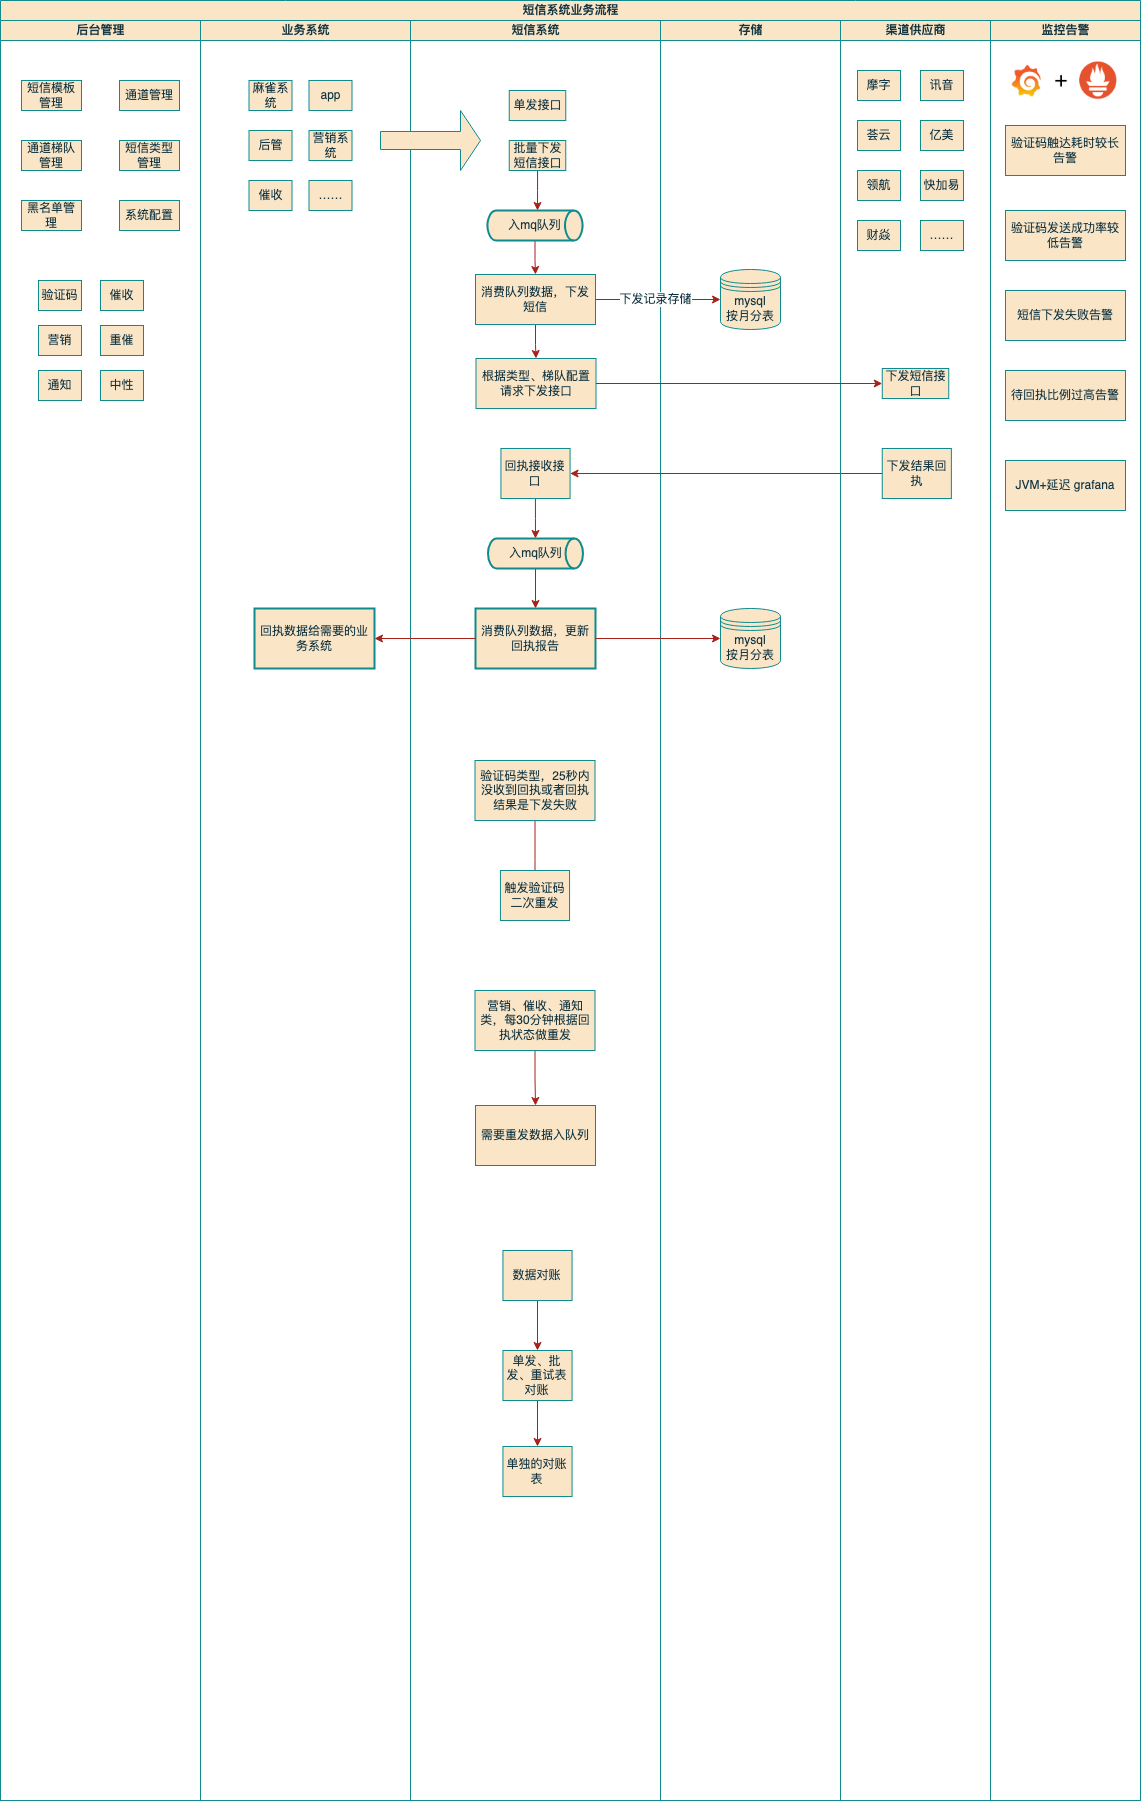 短信系统业务流程
后台管理
业务系统
短信系统
存储
渠道供应商
监控告警
短信模板
管理
通道管理
通道梯队
管理
短信类型
管理
黑名单管
理
系统配置
验证码
催收
营销
重催
通知
中性
麻雀系
统
app
后管
营销系
统
催收
……
单发接口
批量下发
短信接口
入mq队列
消费队列数据，下发
短信
下发记录存储
mysql
按月分表
根据类型、梯队配置
请求下发接口
下发短信接
口
回执接收接
口
下发结果回
执
入mq队列
回执数据给需要的业
务系统
消费队列数据，更新
回执报告
mysql
按月分表
验证码类型，25秒内
没收到回执或者回执
结果是下发失败
触发验证码
二次重发
营销、催收、通知
类，每30分钟根据回
执状态做重发
需要重发数据入队列
数据对账
单发、批
发、重试表
对账
单独的对账
表
摩字
讯音
荟云
亿美
领航
快加易
财焱
……
+
验证码触达耗时较长
告警
验证码发送成功率较
低告警
短信下发失败告警
待回执比例过高告警
JVM+延迟 grafana